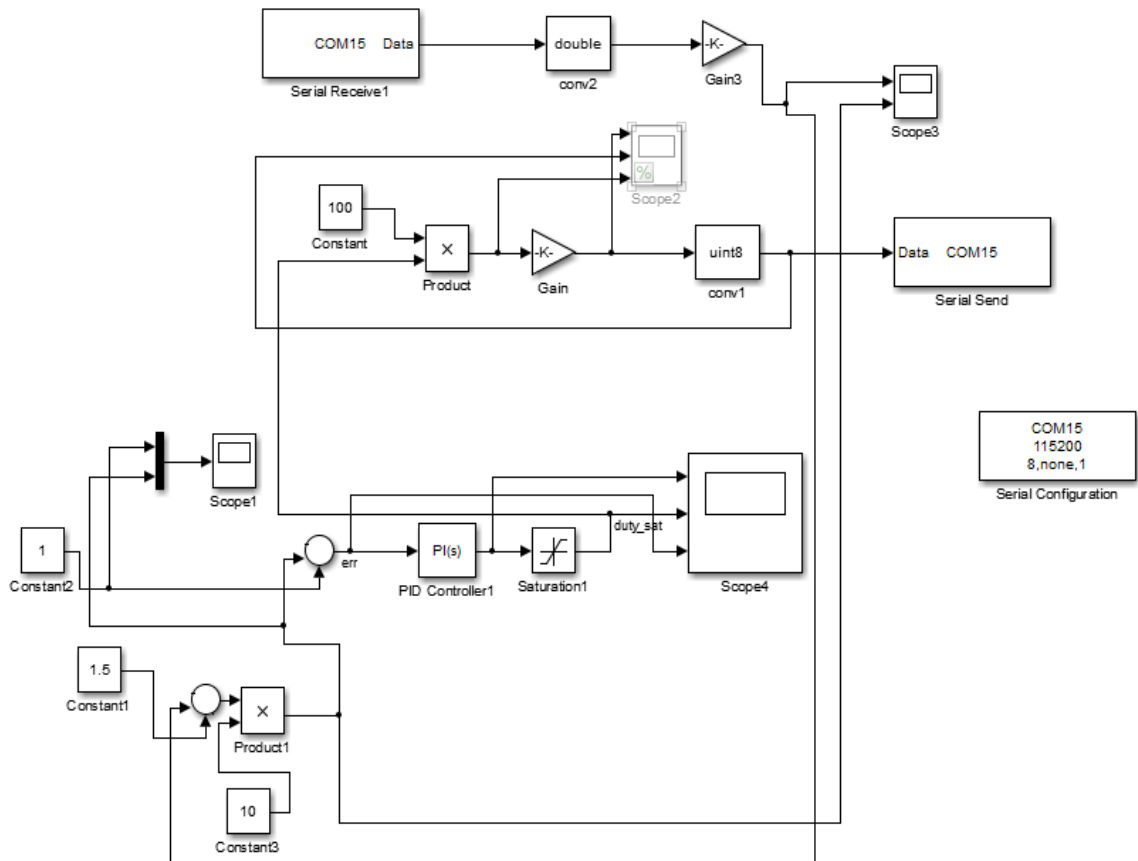 COM15 Data
Serial Receive1
double
conv2
-K-
Gain3
Scope3
%
Scope2
100
Constant
×
Product
-K-
Gain
uint8
conv1
Data COM15
Serial Send
COM15
115200
8,none,1
Serial Configuration
Scope1
1
Constant2
err
PI(s)
PID Controller1
Saturation1
duty_sat
Scope4
1.5
Constant1
×
Product1
10
Constant3